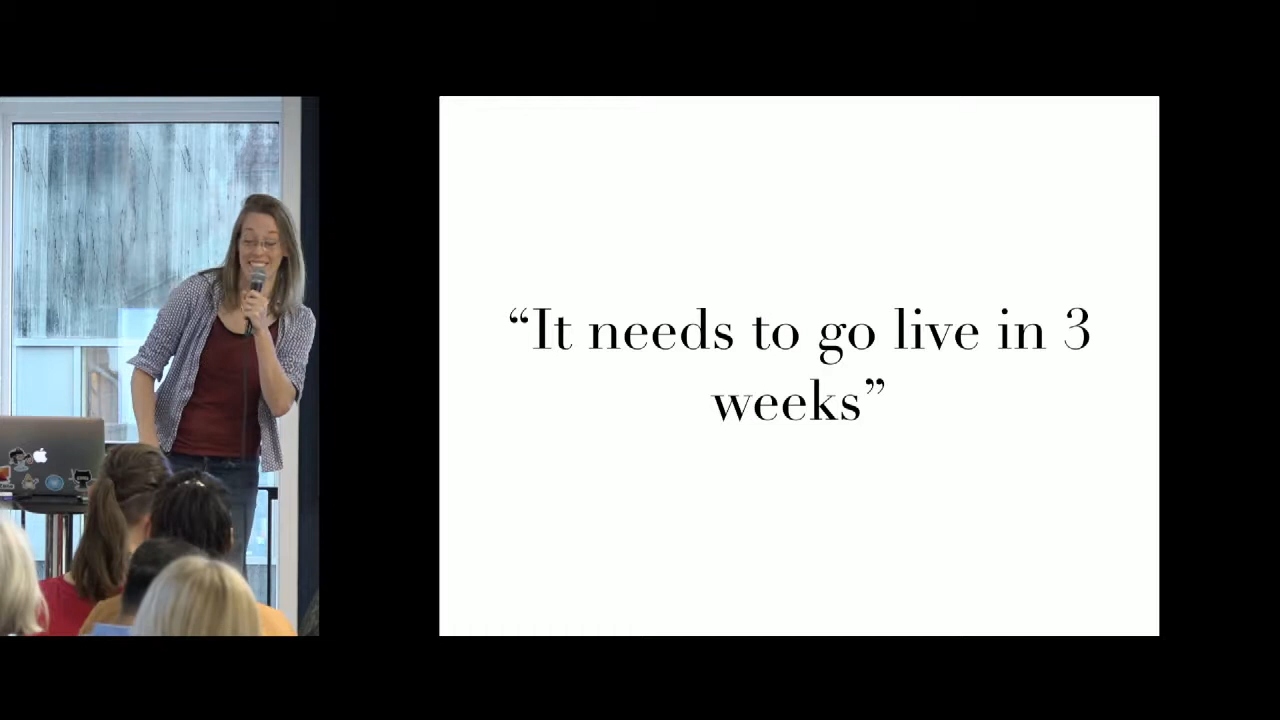 “It needs to go live in 3
weeks”